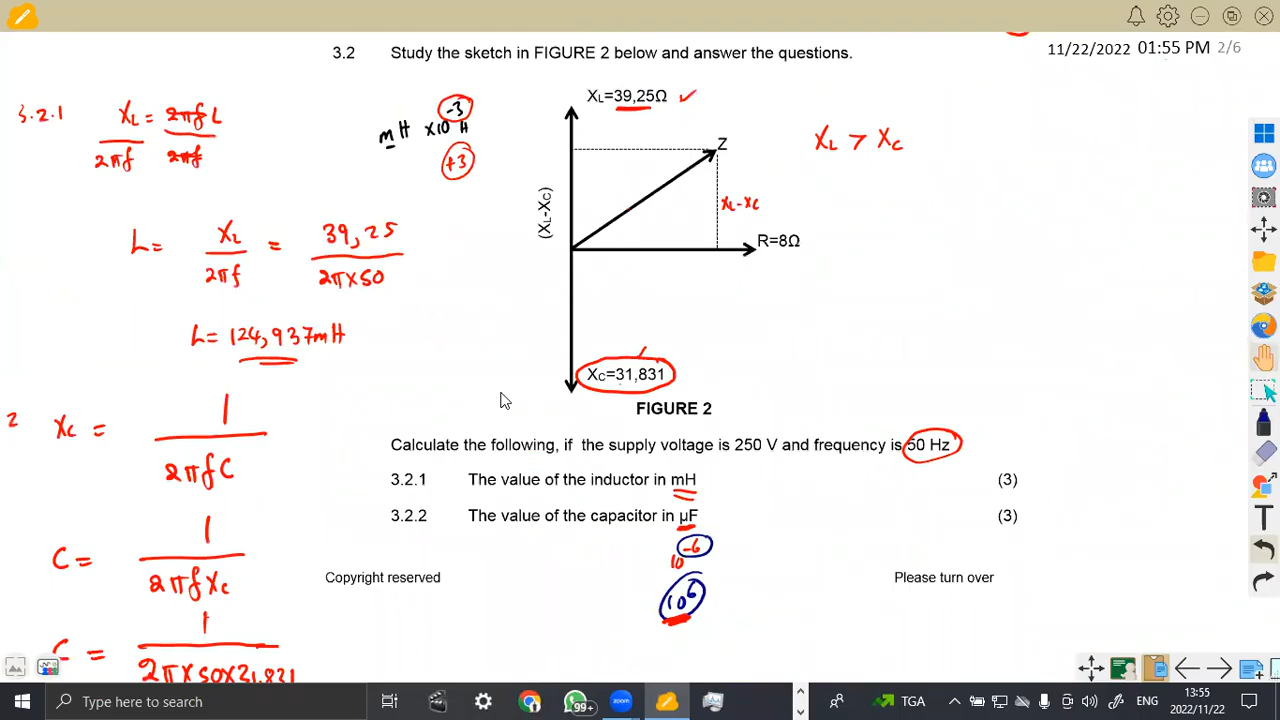 11/22/2022 01:55 PM 2/6
3.2 Study the sketch in FIGURE 2 below and answer the questions.
3.2.1 XL = 2πfL
2πf 2πf
mH x10 -3 H
+3
XL=39,25Ω ✓
Z
XL > XC
(XL-XC)
XL-XC
R=8Ω
L = XL = 39,25
2πf 2π×50
L = 124,937mH
XC=31,831
FIGURE 2
2 XC = 1
2πfC
Calculate the following, if the supply voltage is 250 V and frequency is 50 Hz
3.2.1 The value of the inductor in mH (3)
3.2.2 The value of the capacitor in µF (3)
10 -6
10 6
C = 1
2πfXC
Copyright reserved Please turn over
C = 1
2π×50×31,831
T
Type here to search
99+
zoom
TGA
ENG
13:55
2022/11/22